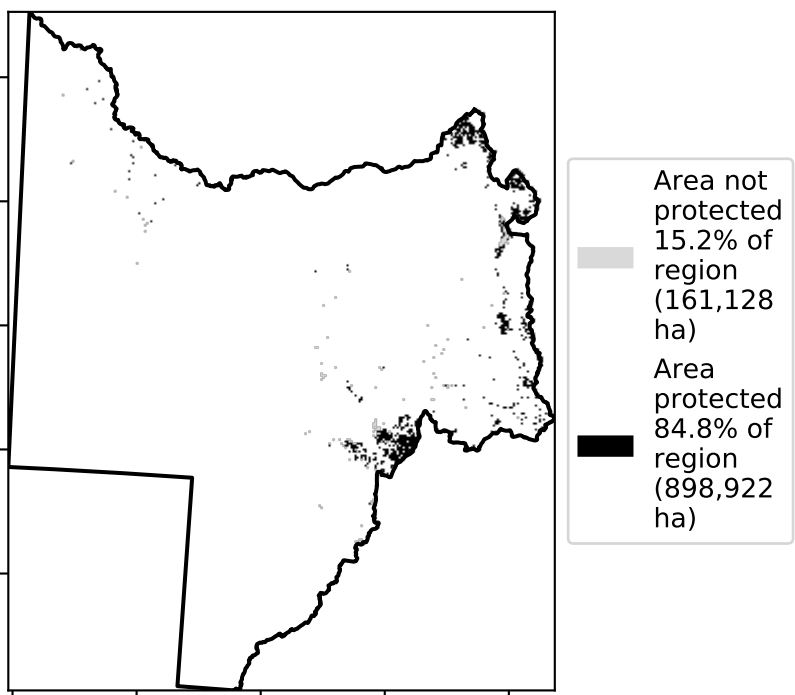 Area not
protected
15.2% of
region
(161,128
ha)
Area
protected
84.8% of
region
(898,922
ha)